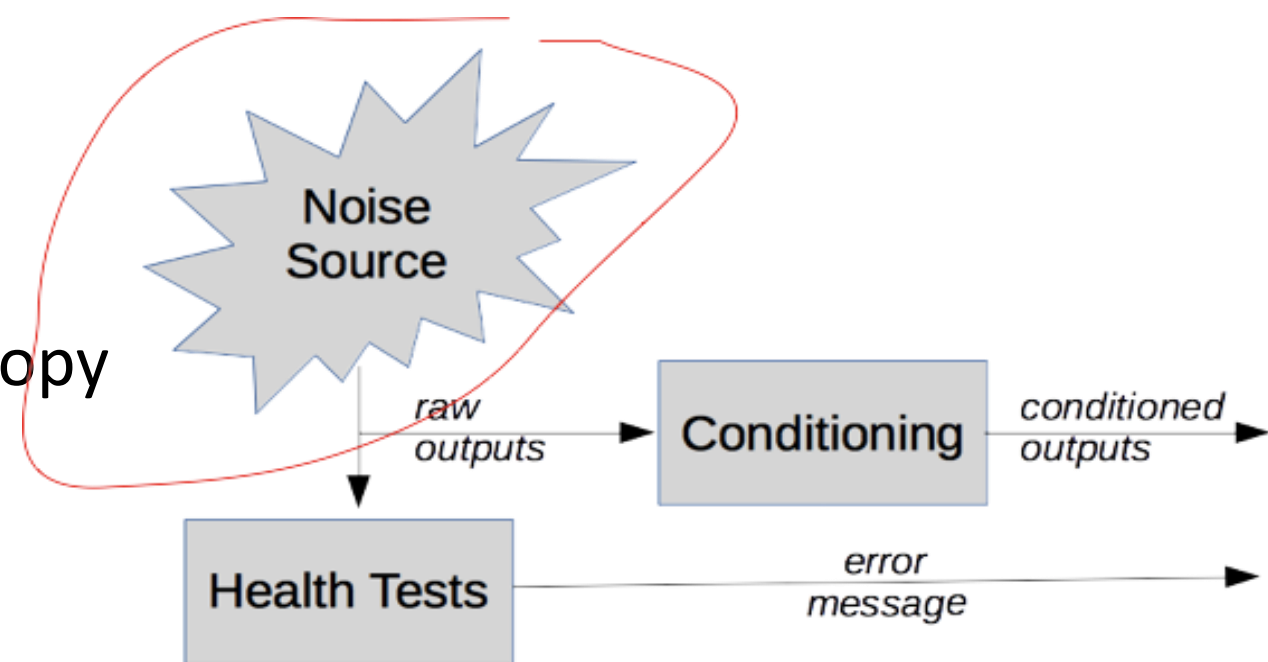 Noise
Source
opy
raw
outputs
Conditioning
conditioned
outputs
Health Tests
error
message